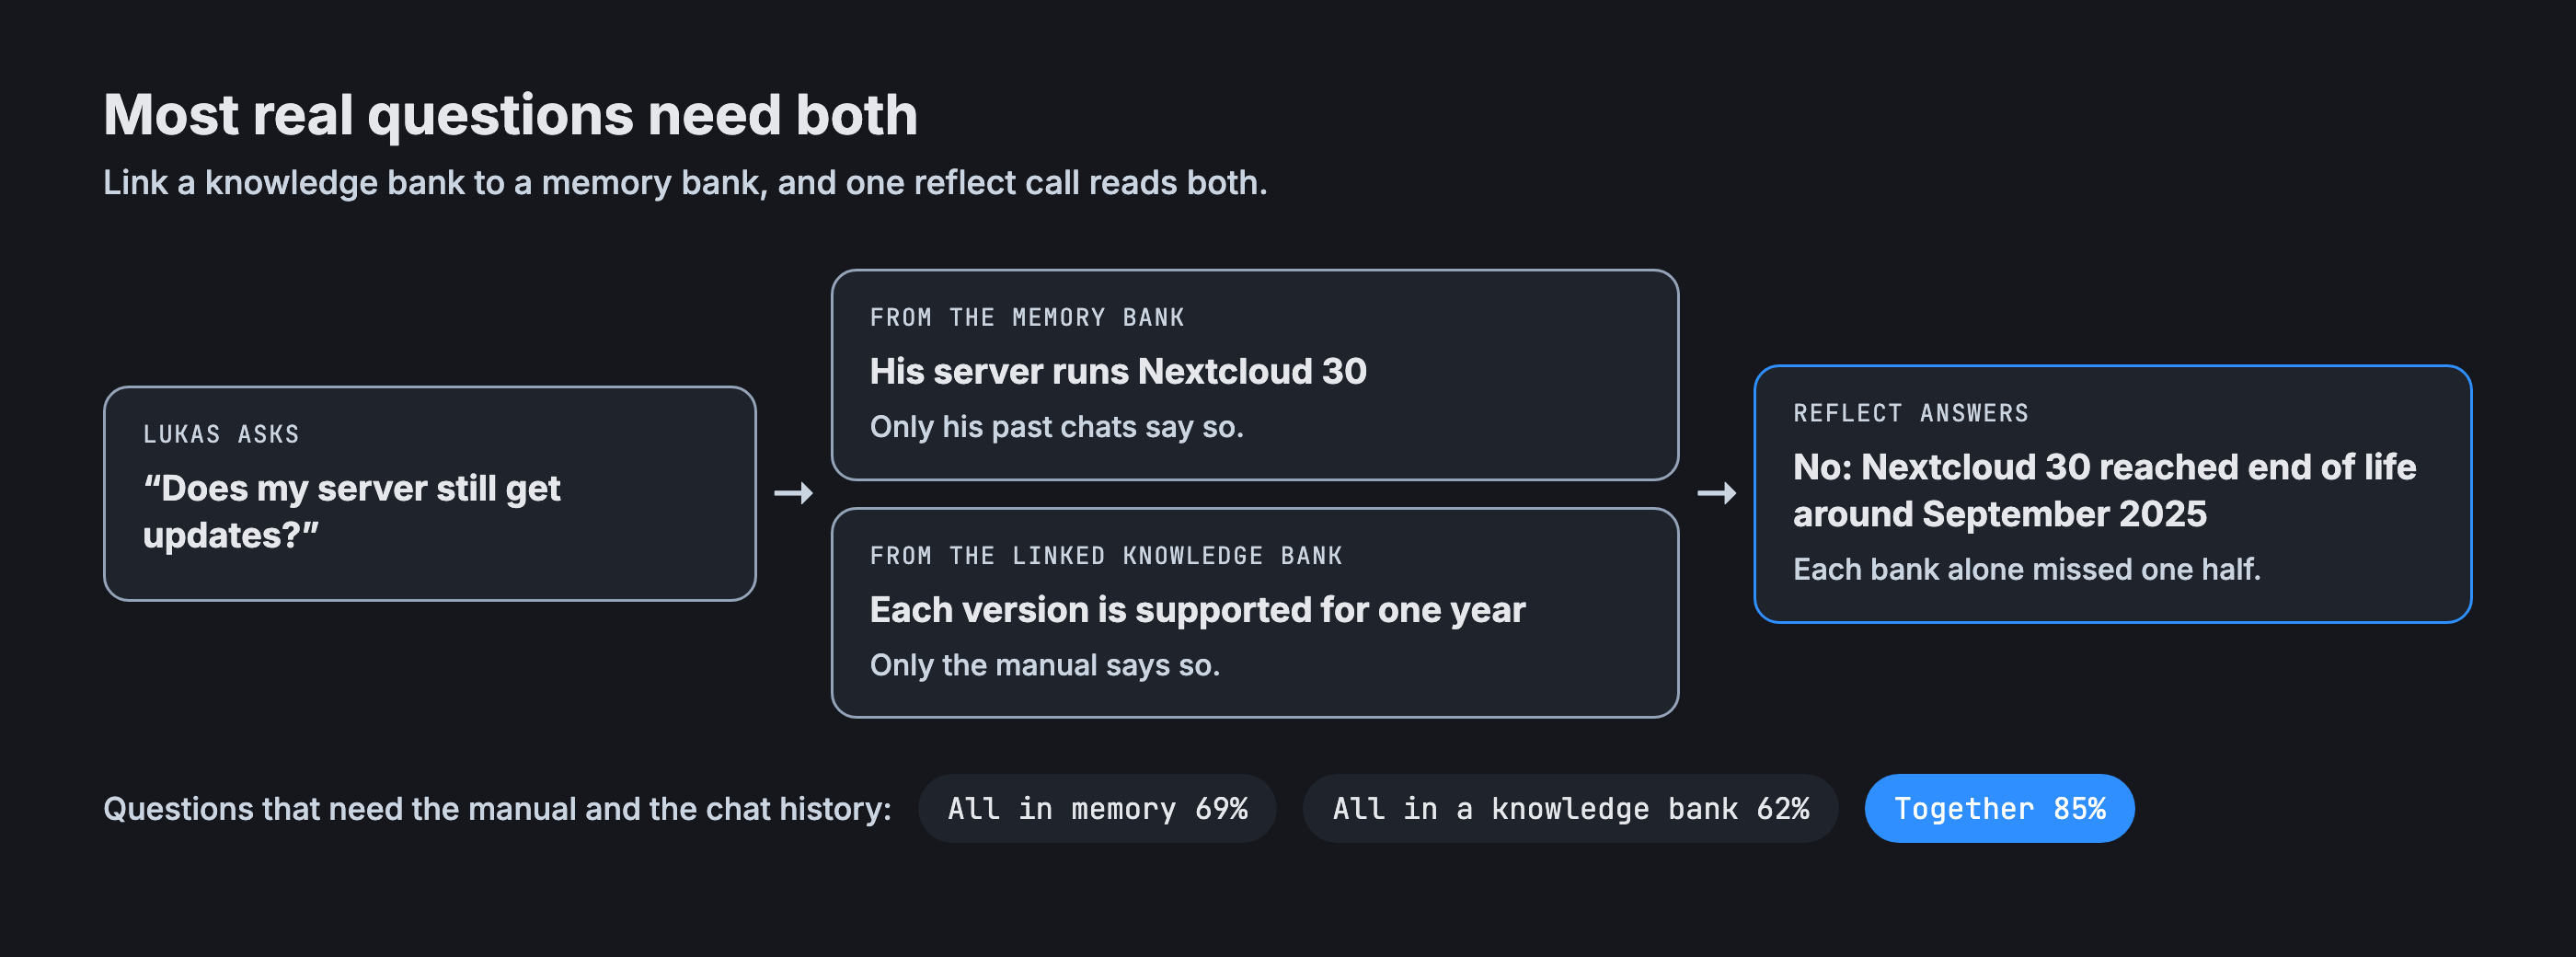 Most real questions need both
Link a knowledge bank to a memory bank, and one reflect call reads both.
LUKAS ASKS
“Does my server still get
updates?”
FROM THE MEMORY BANK
His server runs Nextcloud 30
Only his past chats say so.
FROM THE LINKED KNOWLEDGE BANK
Each version is supported for one year
Only the manual says so.
REFLECT ANSWERS
No: Nextcloud 30 reached end of life
around September 2025
Each bank alone missed one half.
Questions that need the manual and the chat history:
All in memory 69%
All in a knowledge bank 62%
Together 85%